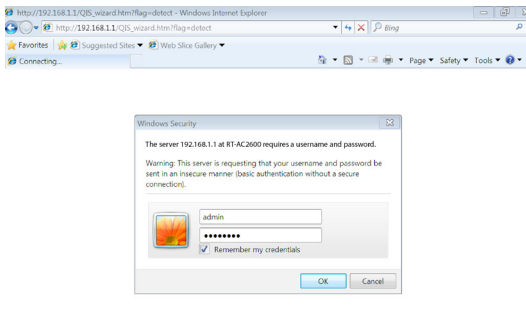 http://192.168.1.1/QIS_wizard.htm?flag=detect - Windows Internet Explorer
http://192.168.1.1/QIS_wizard.htm?flag=detect
Bing
Favorites Suggested Sites Web Slice Gallery
Connecting... Page Safety Tools
Windows Security
The server 192.168.1.1 at RT-AC2600 requires a username and password.
Warning: This server is requesting that your username and password be
sent in an insecure manner (basic authentication without a secure
connection).
admin
••••••••
Remember my credentials
OK Cancel